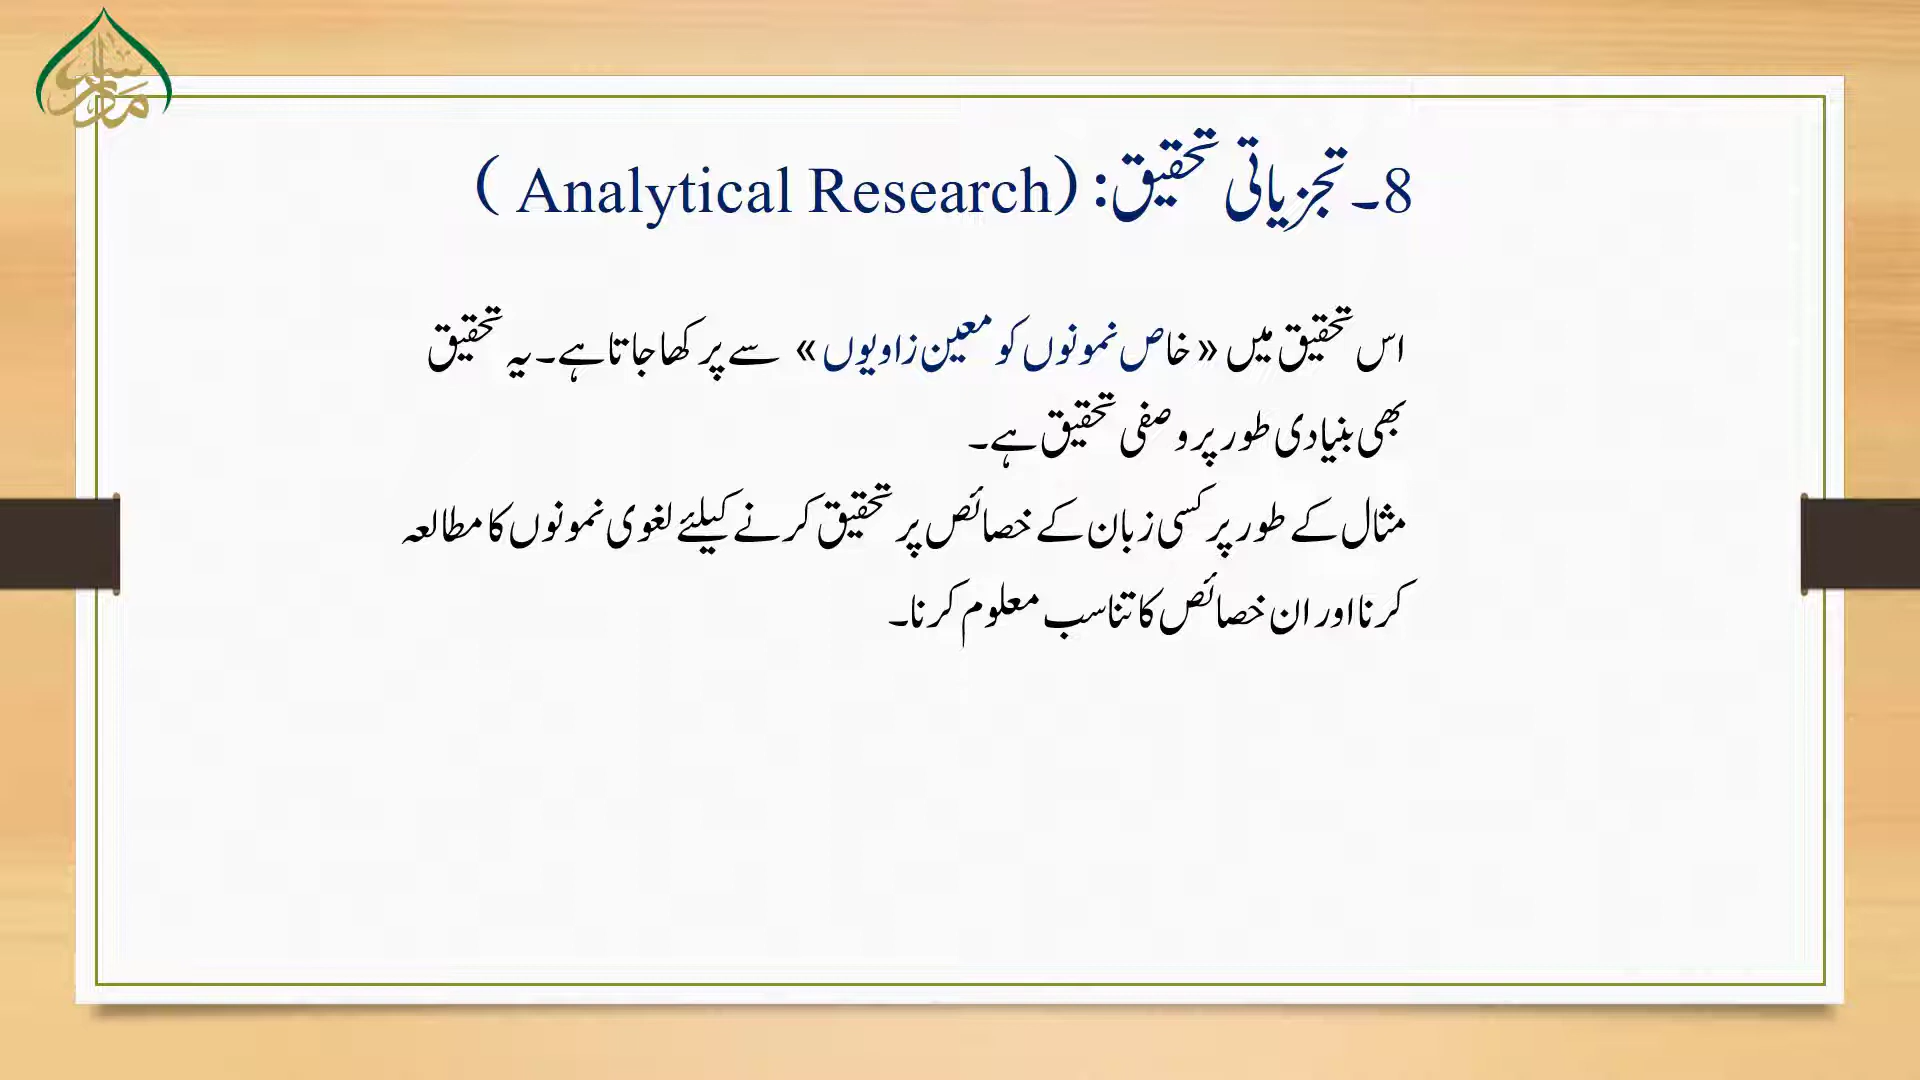 8۔تجزیاتی تحقیق: (Analytical Research )
اس تحقیق میں «خاص نمونوں کو معین زاویوں » سے پرکھا جاتا ہے۔ یہ تحقیق
بھی بنیادی طور پر وصفی تحقیق ہے۔
مثال کے طور پر کسی زبان کے خصائص پر تحقیق کرنے کیلئے لغوی نمونوں کا مطالعہ
کرنا اور ان خصائص کا تناسب معلوم کرنا۔